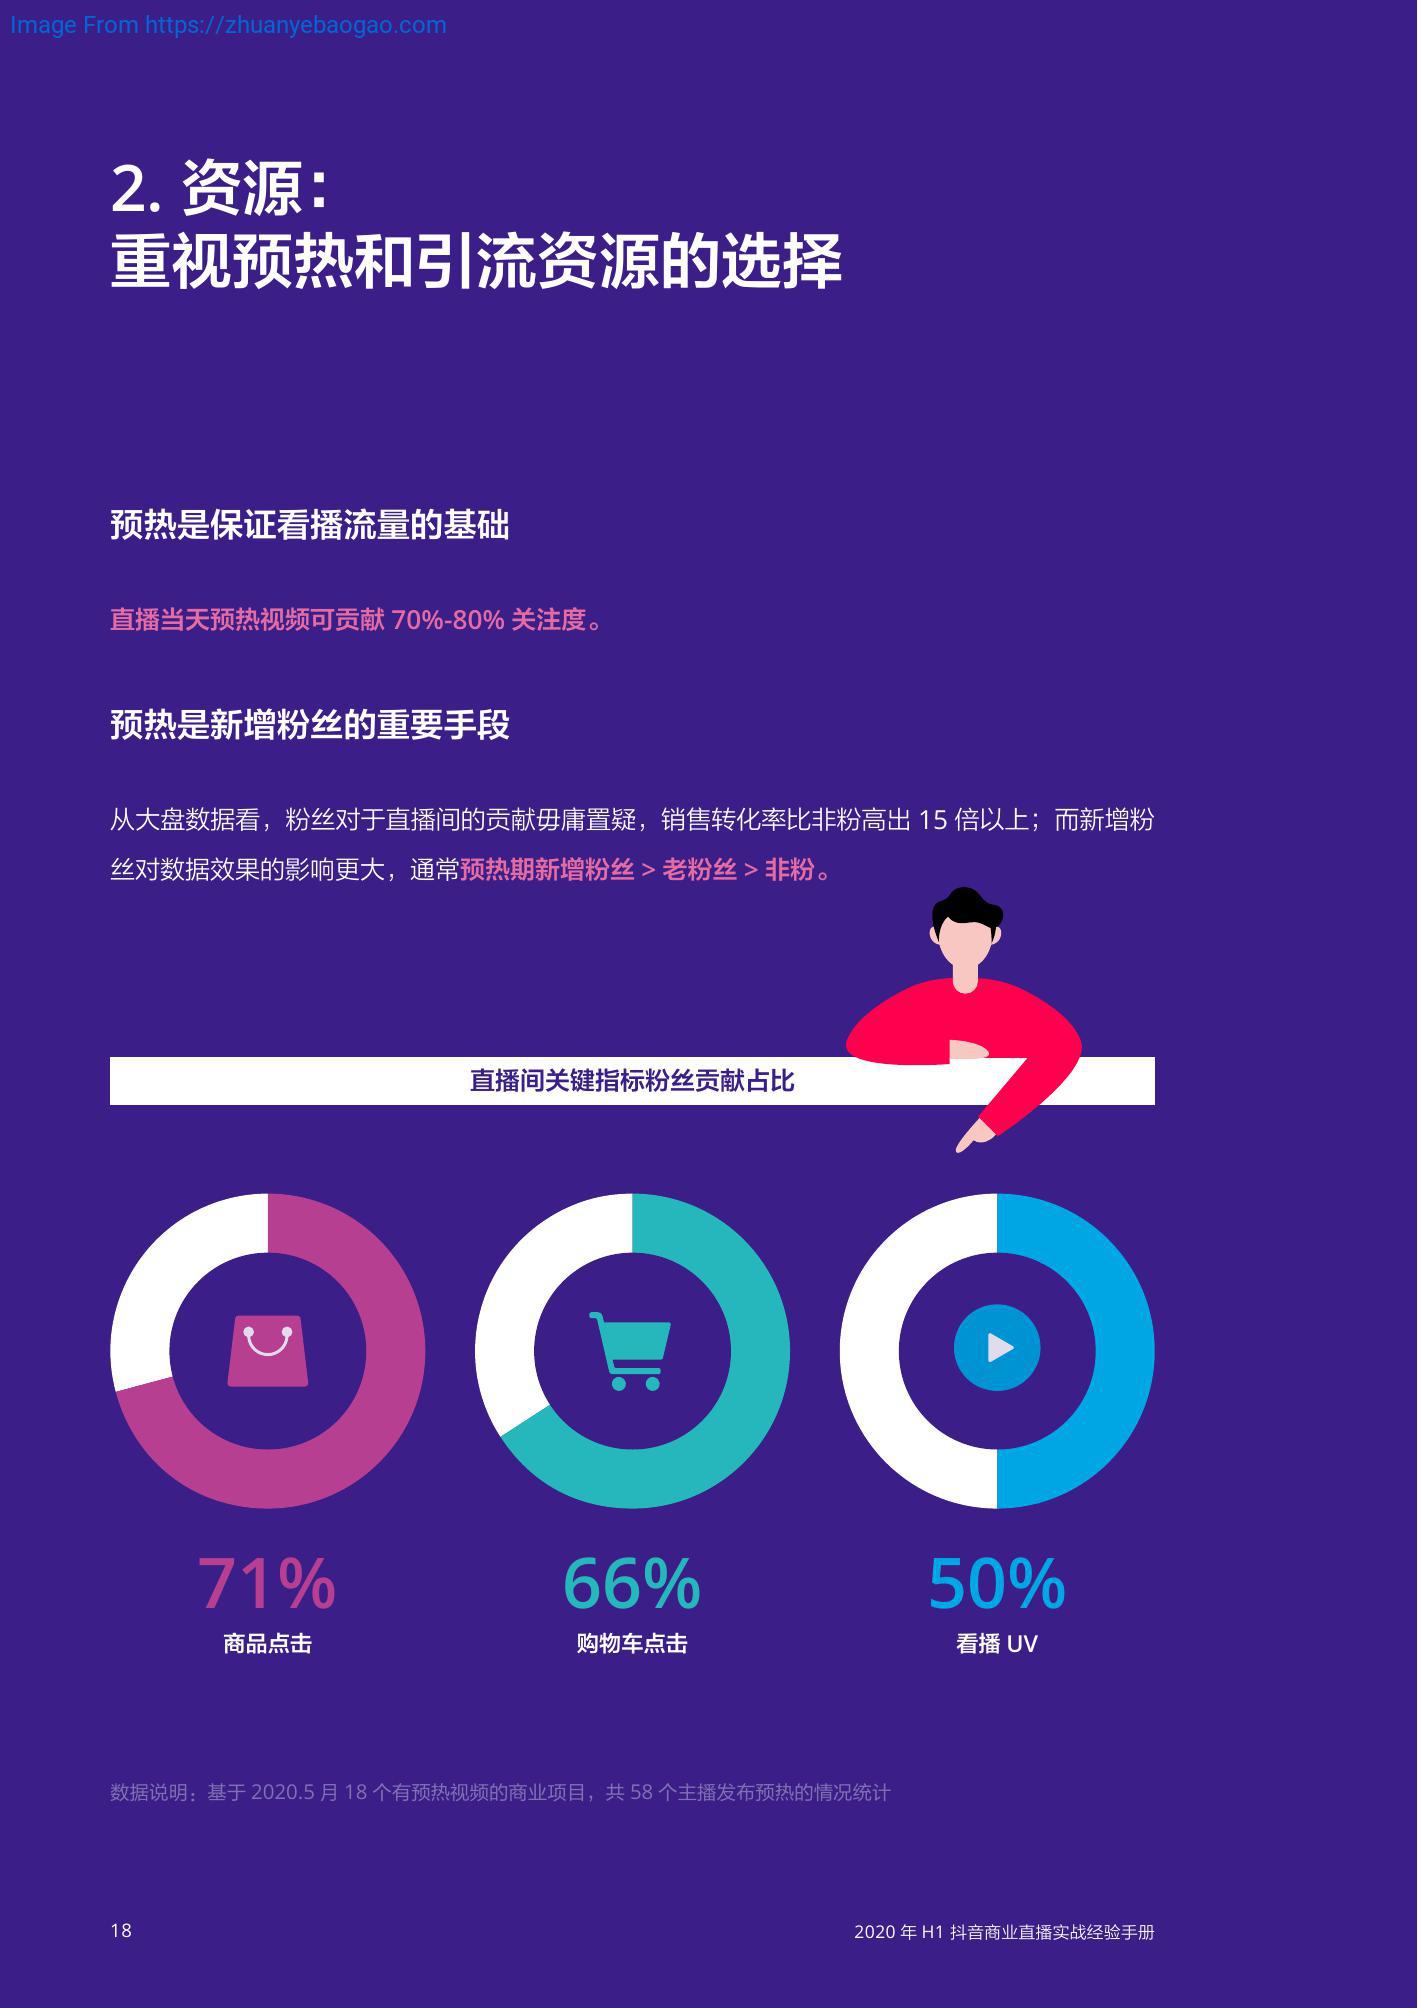 Image From https://zhuanyebaogao.com
2. 资源：
重视预热和引流资源的选择
预热是保证看播流量的基础
直播当天预热视频可贡献 70%-80% 关注度。
预热是新增粉丝的重要手段
从大盘数据看，粉丝对于直播间的贡献毋庸置疑，销售转化率比非粉高出 15 倍以上；而新增粉
丝对数据效果的影响更大，通常预热期新增粉丝 > 老粉丝 > 非粉。
直播间关键指标粉丝贡献占比
71%
66%
50%
商品点击
购物车点击
看播 UV
数据说明：基于 2020.5 月 18 个有预热视频的商业项目，共 58 个主播发布预热的情况统计
18
2020 年 H1 抖音商业直播实战经验手册